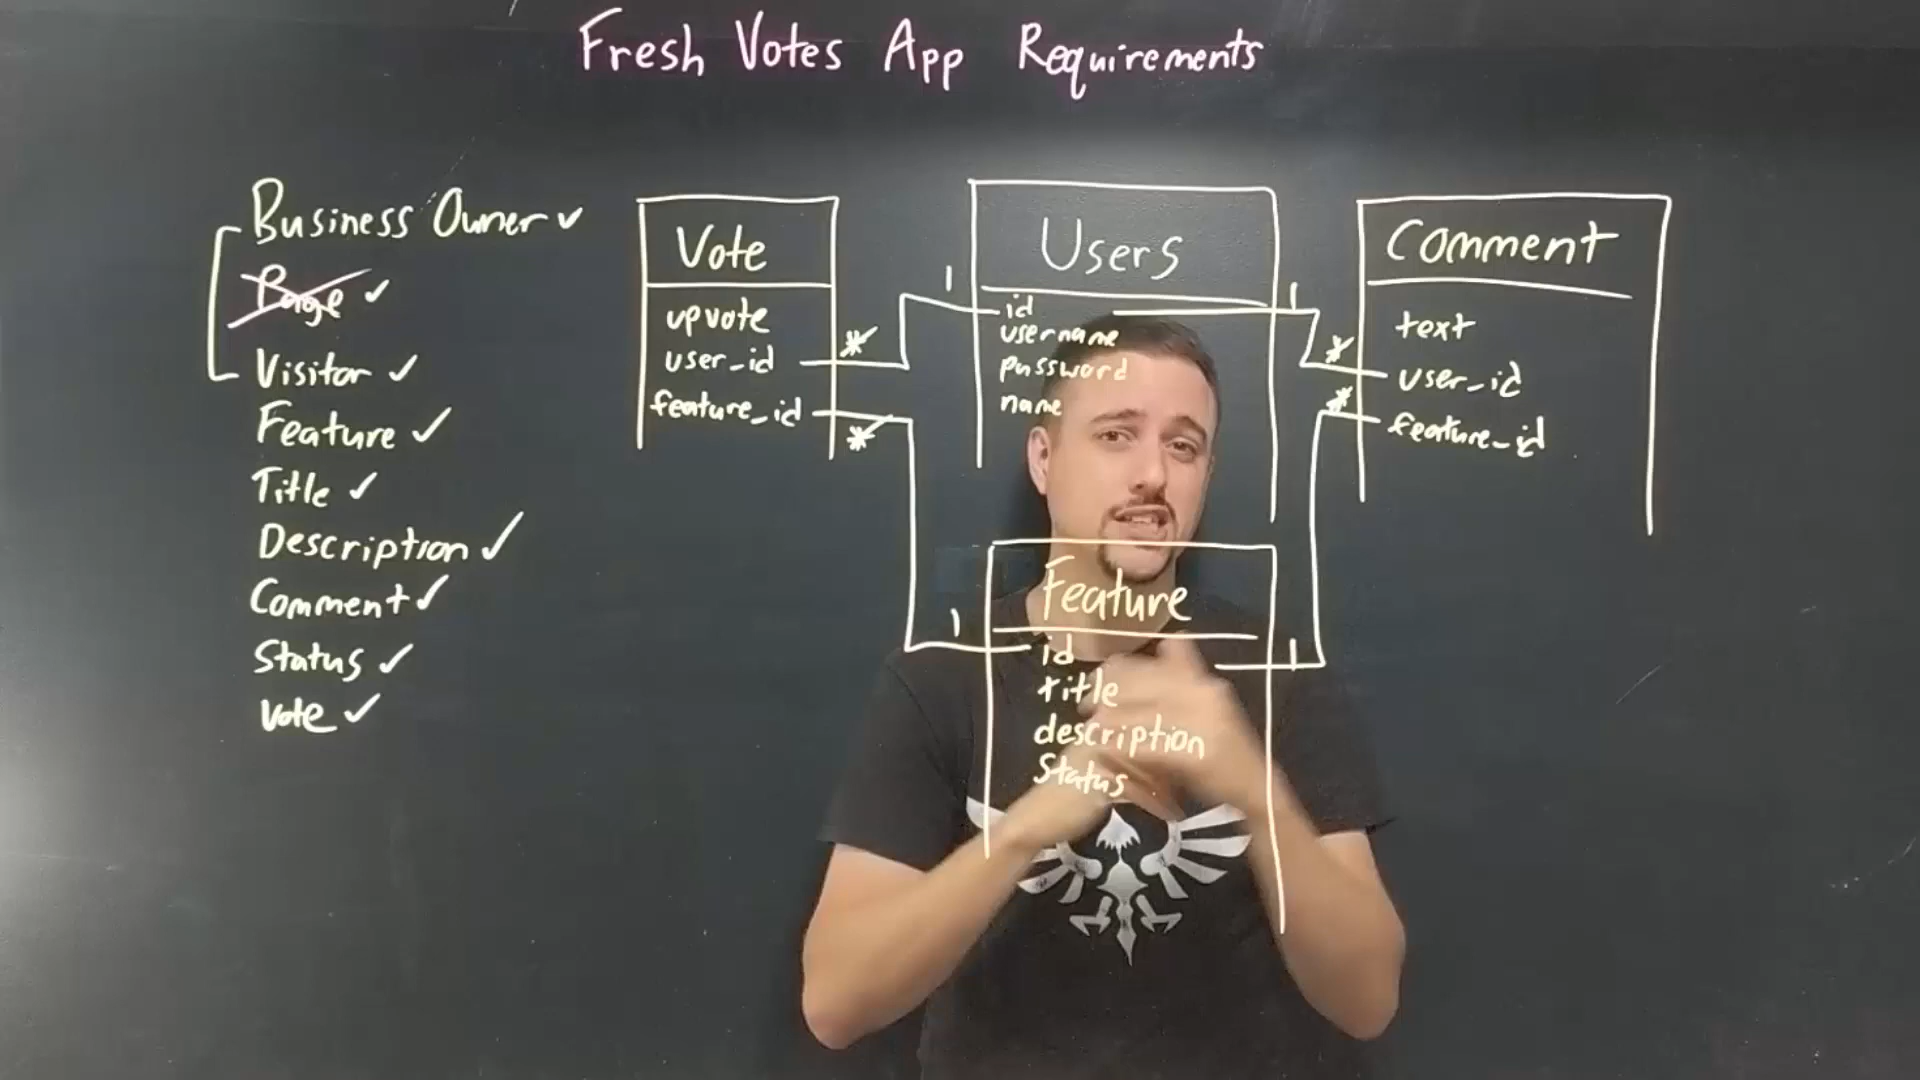 Fresh Votes App Requirements
Business Owner ✓
Page ✓
Visitor ✓
Feature ✓
Title ✓
Description ✓
Comment ✓
Status ✓
Vote ✓
Vote
upvote
user_id *
feature_id *
Users
1 id 1
username
password
name
Comment
text
* user_id
* feature_id
Feature
1 id 1
title
description
status